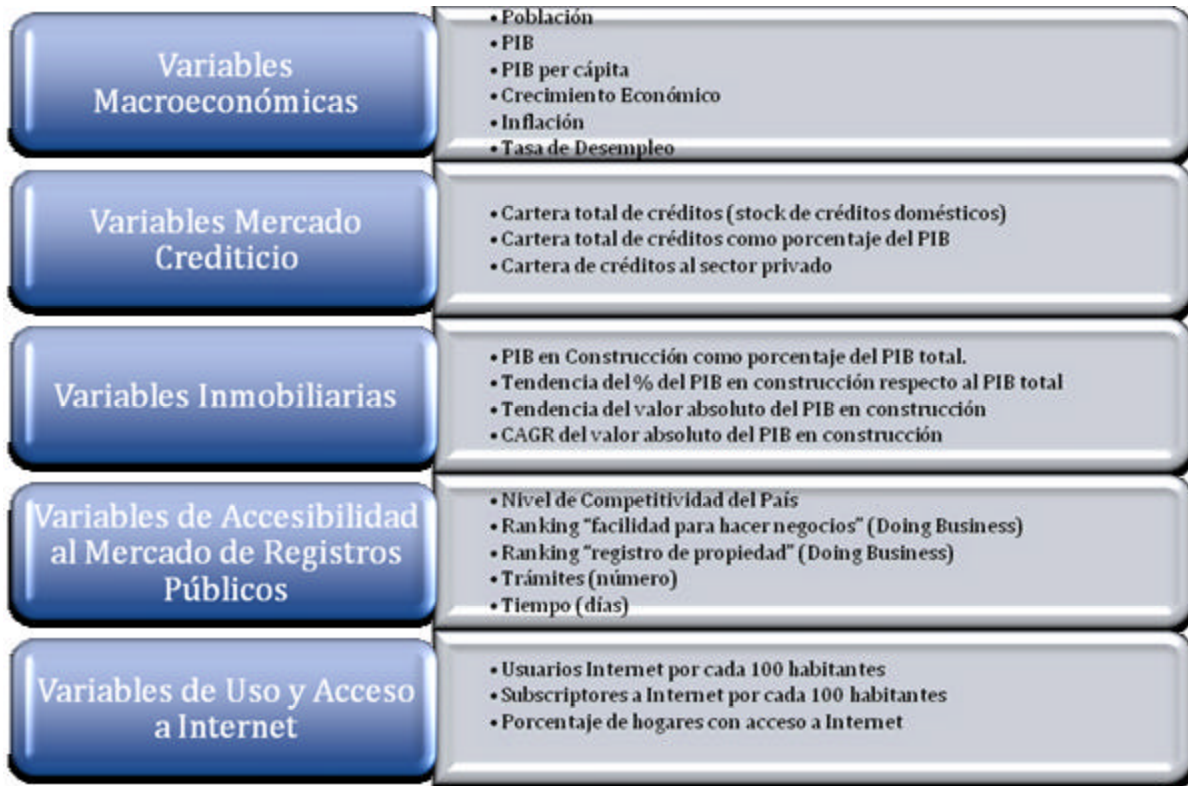 Variables
Macroeconómicas
• Población
• PIB
• PIB per cápita
• Crecimiento Económico
• Inflación
• Tasa de Desempleo
Variables Mercado
Crediticio
• Cartera total de créditos (stock de créditos domésticos)
• Cartera total de créditos como porcentaje del PIB
• Cartera de créditos al sector privado
Variables Inmobiliarias
• PIB en Construcción como porcentaje del PIB total.
• Tendencia del % del PIB en construcción respecto al PIB total
• Tendencia del valor absoluto del PIB en construcción
• CAGR del valor absoluto del PIB en construcción
Variables de Accesibilidad
al Mercado de Registros
Públicos
• Nivel de Competitividad del País
• Ranking “facilidad para hacer negocios” (Doing Business)
• Ranking “registro de propiedad” (Doing Business)
• Trámites (número)
• Tiempo (días)
Variables de Uso y Acceso
a Internet
• Usuarios Internet por cada 100 habitantes
• Subscriptores a Internet por cada 100 habitantes
• Porcentaje de hogares con acceso a Internet